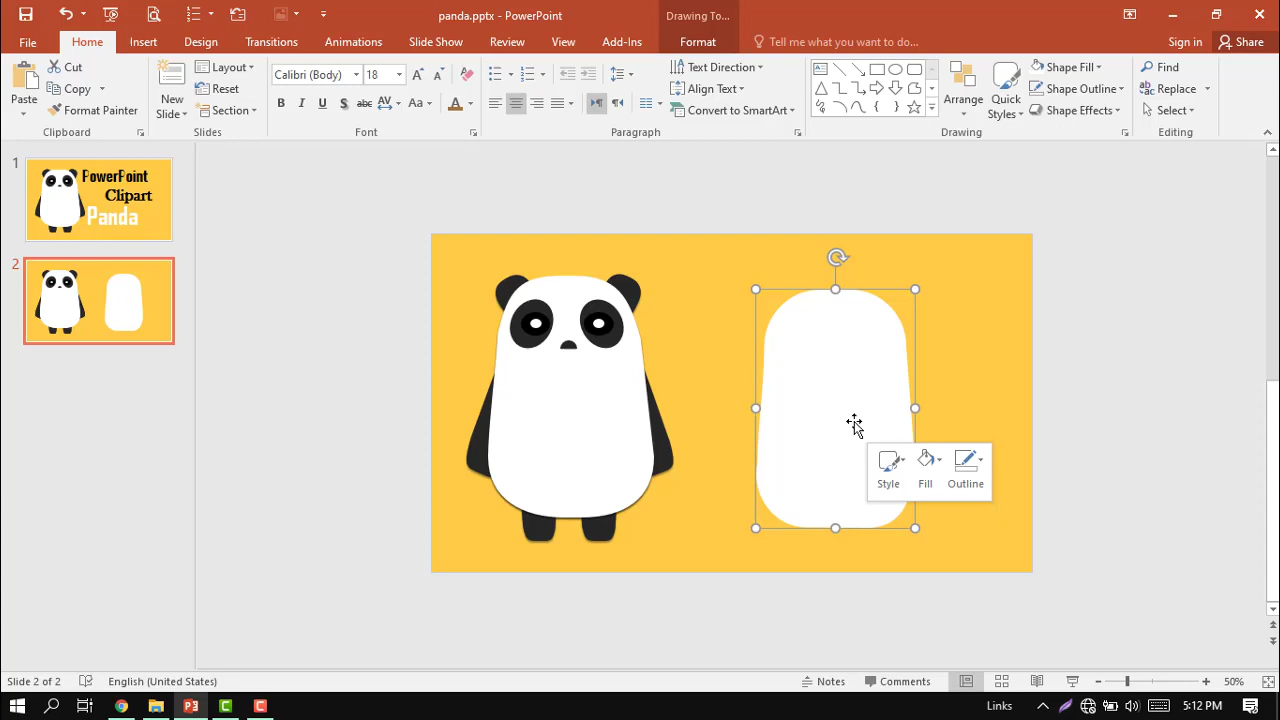 panda.pptx - PowerPoint
Drawing To...
File
Home
Insert
Design
Transitions
Animations
Slide Show
Review
View
Add-Ins
Format
Tell me what you want to do...
Sign in
Share
Paste
Cut
Copy
Format Painter
Clipboard
New
Slide
Layout
Reset
Section
Slides
Calibri (Body)
18
B I U S abc AV Aa A
Font
Text Direction
Align Text
Convert to SmartArt
Paragraph
Arrange
Quick
Styles
Shape Fill
Shape Outline
Shape Effects
Drawing
Find
Replace
Select
Editing
1
PowerPoint
Clipart
Panda
2
Style
Fill
Outline
Slide 2 of 2
English (United States)
Notes
Comments
50%
Links
5:12 PM